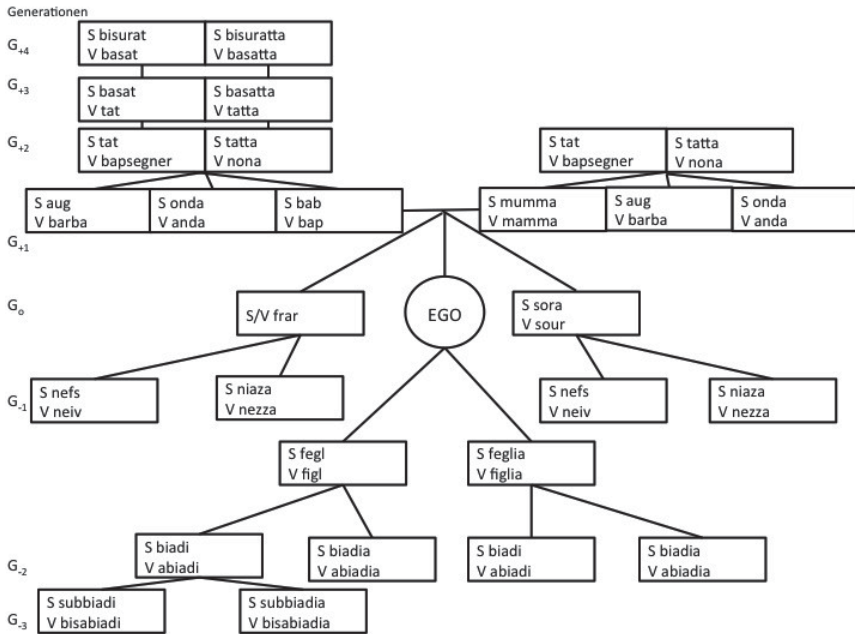 Generationen
G+4
S bisurat
V basat
S bisuratta
V basatta
G+3
S basat
V tat
S basatta
V tatta
G+2
S tat
V bapsegner
S tatta
V nona
S tat
V bapsegner
S tatta
V nona
G+1
S aug
V barba
S onda
V anda
S bab
V bap
S mumma
V mamma
S aug
V barba
S onda
V anda
Go
S/V frar
EGO
S sora
V sour
G-1
S nefs
V neiv
S niaza
V nezza
S nefs
V neiv
S niaza
V nezza
S fegl
V figl
S feglia
V figlia
G-2
S biadi
V abiadi
S biadia
V abiadia
S biadi
V abiadi
S biadia
V abiadia
G-3
S subbiadi
V bisabiadi
S subbiadia
V bisabiadia